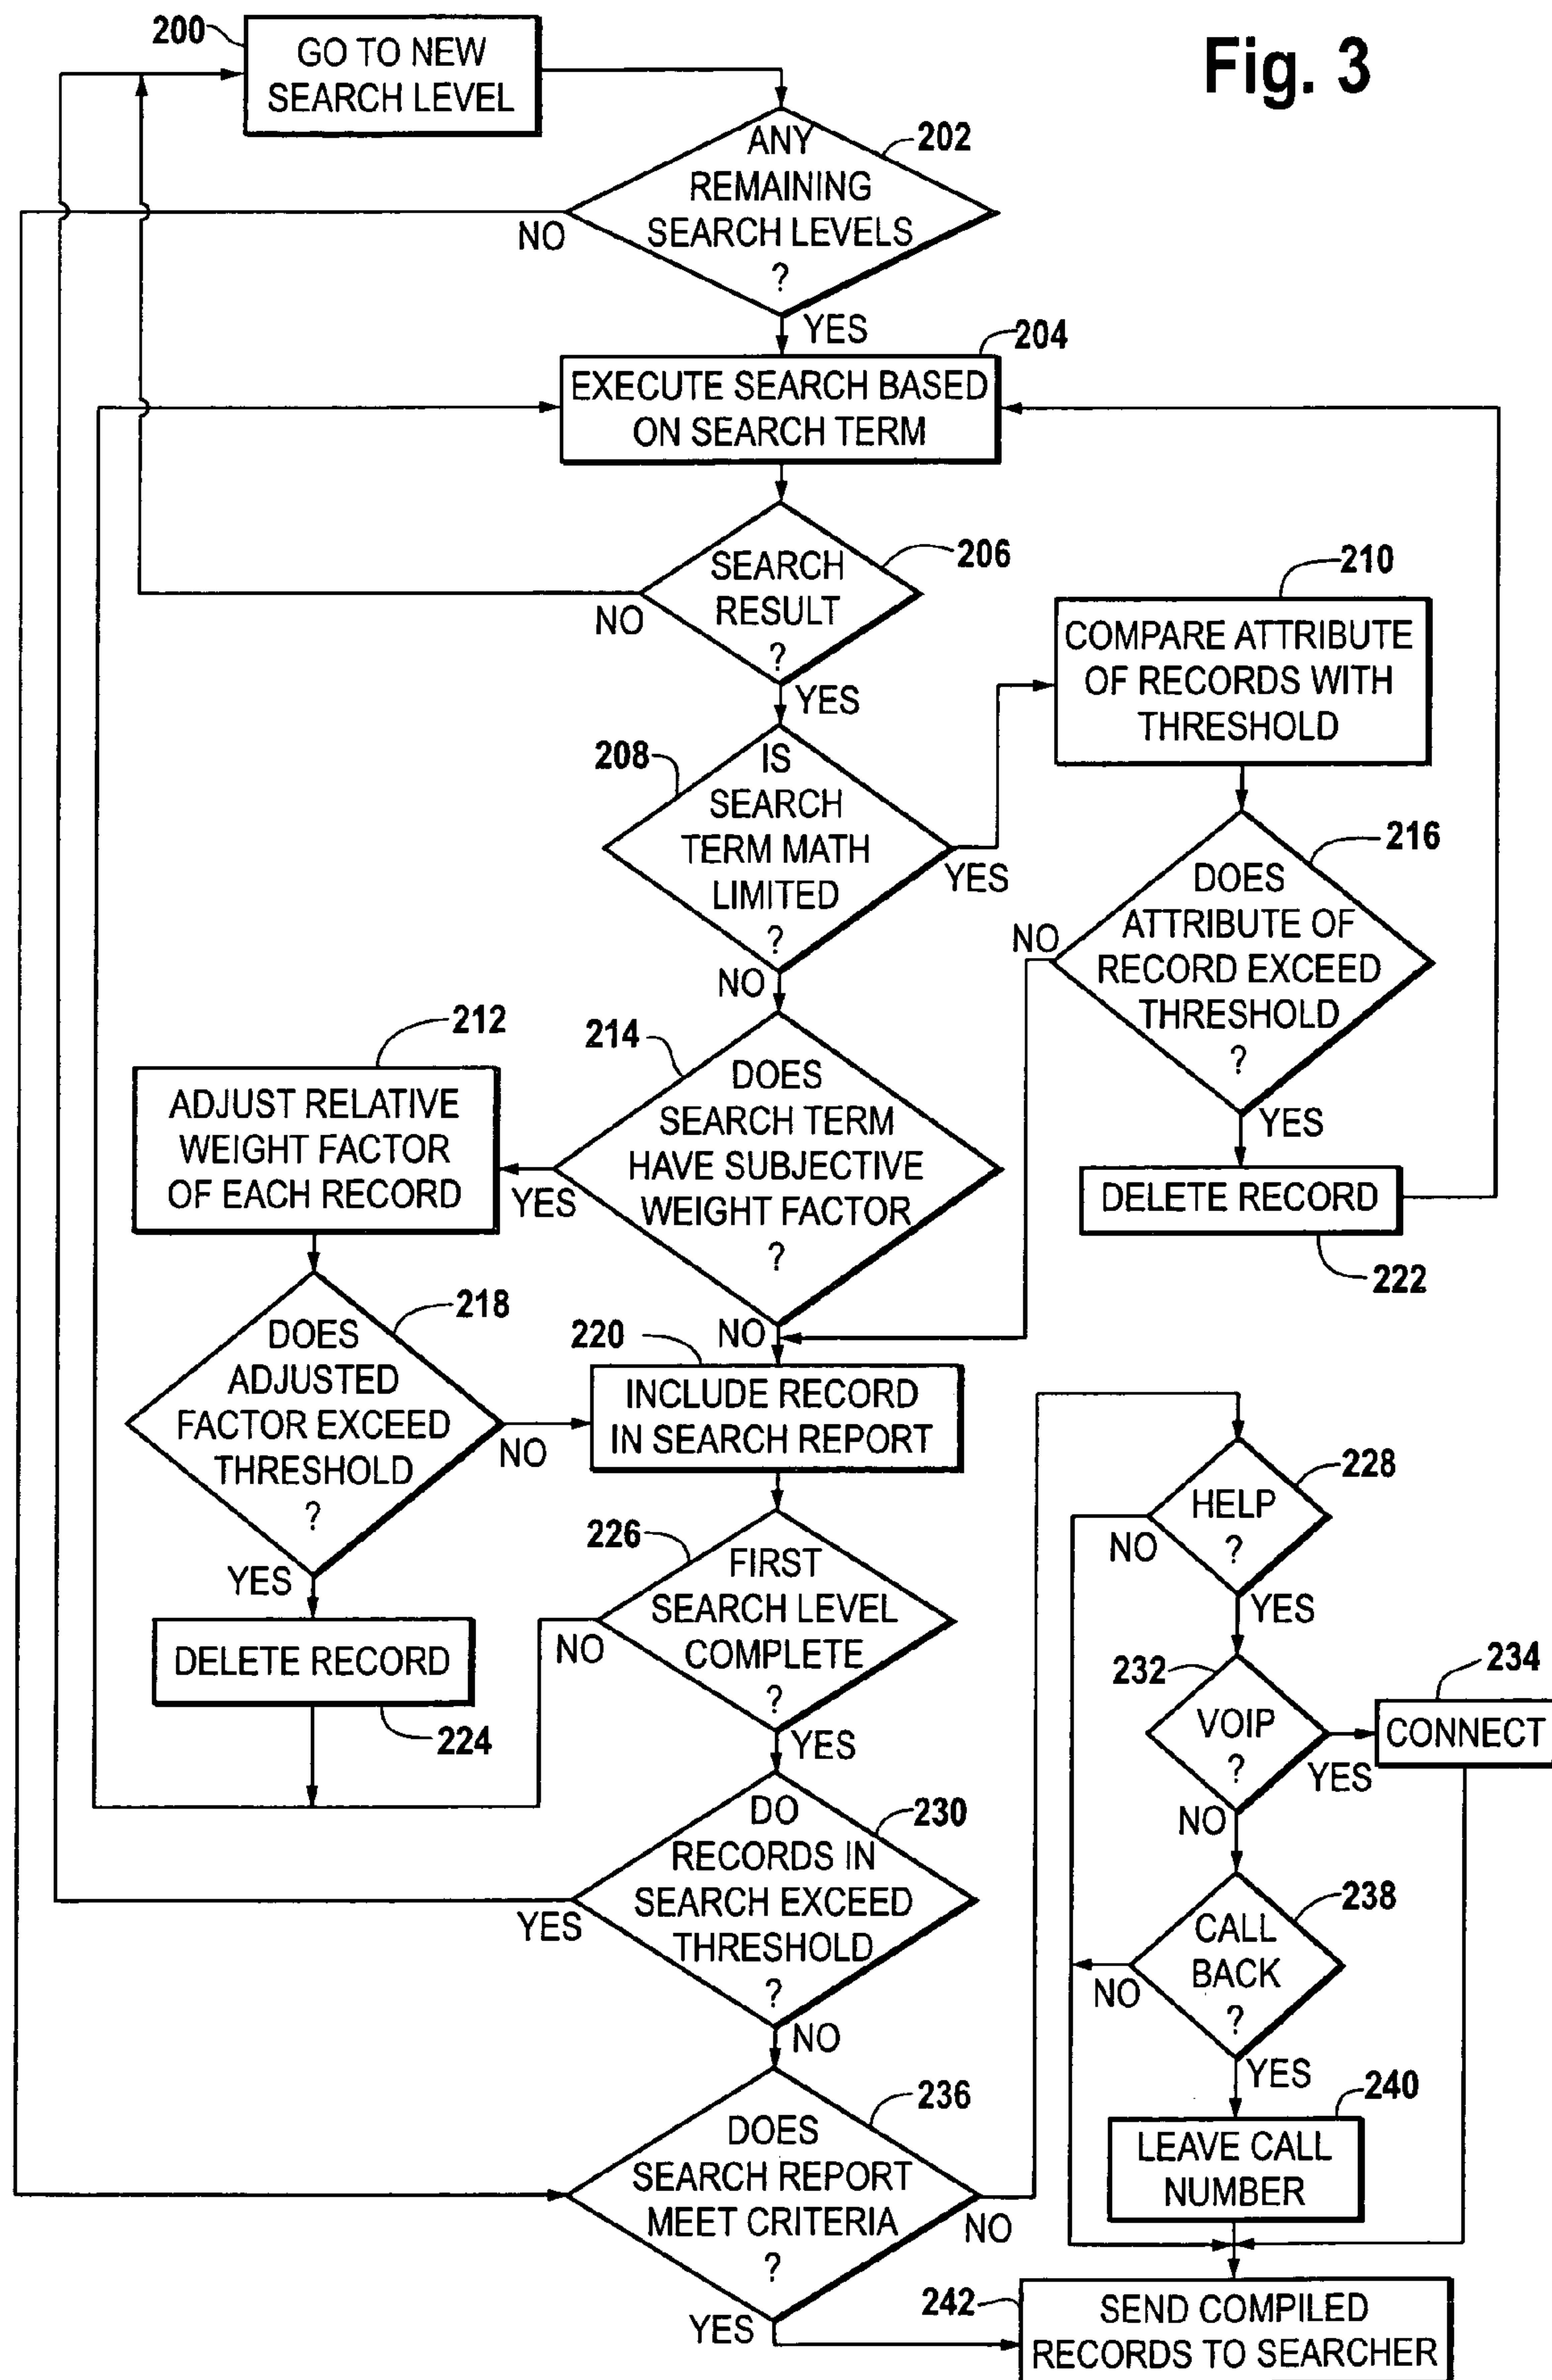 Fig. 3
200
GO TO NEW
SEARCH LEVEL
ANY
REMAINING
SEARCH LEVELS
?
202
NO
YES
204
EXECUTE SEARCH BASED
ON SEARCH TERM
SEARCH
RESULT
?
206
NO
YES
210
COMPARE ATTRIBUTE
OF RECORDS WITH
THRESHOLD
208
IS
SEARCH
TERM MATH
LIMITED
?
YES
NO
216
DOES
ATTRIBUTE OF
RECORD EXCEED
THRESHOLD
?
NO
YES
DELETE RECORD
222
212
ADJUST RELATIVE
WEIGHT FACTOR
OF EACH RECORD
214
DOES
SEARCH TERM
HAVE SUBJECTIVE
WEIGHT FACTOR
?
YES
NO
218
DOES
ADJUSTED
FACTOR EXCEED
THRESHOLD
?
NO
YES
220
INCLUDE RECORD
IN SEARCH REPORT
DELETE RECORD
224
226
FIRST
SEARCH LEVEL
COMPLETE
?
NO
YES
228
HELP
?
NO
YES
230
DO
RECORDS IN
SEARCH EXCEED
THRESHOLD
?
YES
NO
232
VOIP
?
YES
NO
234
CONNECT
238
CALL
BACK
?
NO
YES
236
DOES
SEARCH REPORT
MEET CRITERIA
?
NO
YES
240
LEAVE CALL
NUMBER
242
SEND COMPILED
RECORDS TO SEARCHER